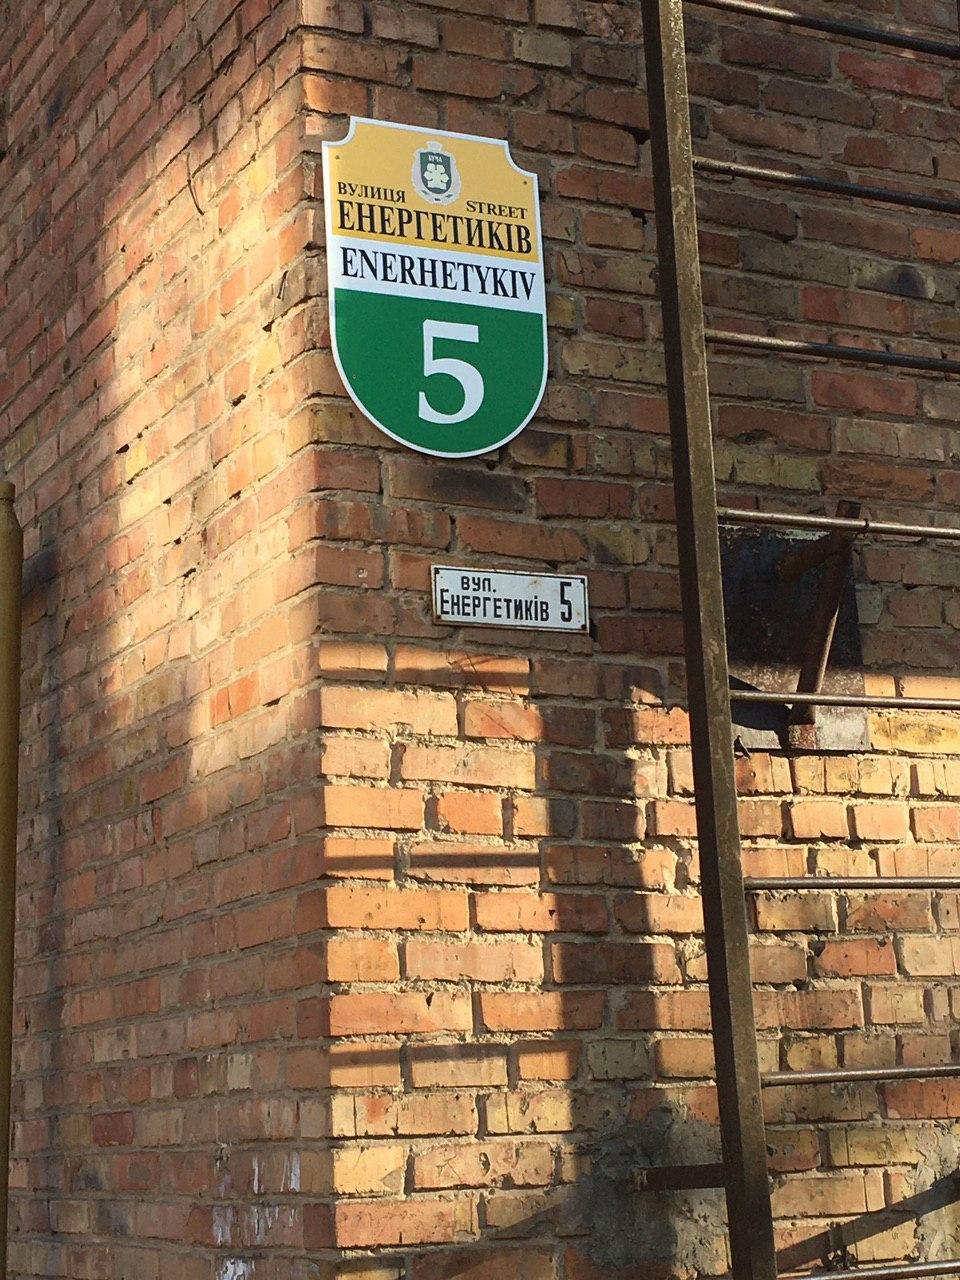 БУЧА
ВУЛИЦЯ STREET
ЕНЕРГЕТИКІВ
ENERHETYKIV
5
ВУЛ.
ЕНЕРГЕТИКІВ 5